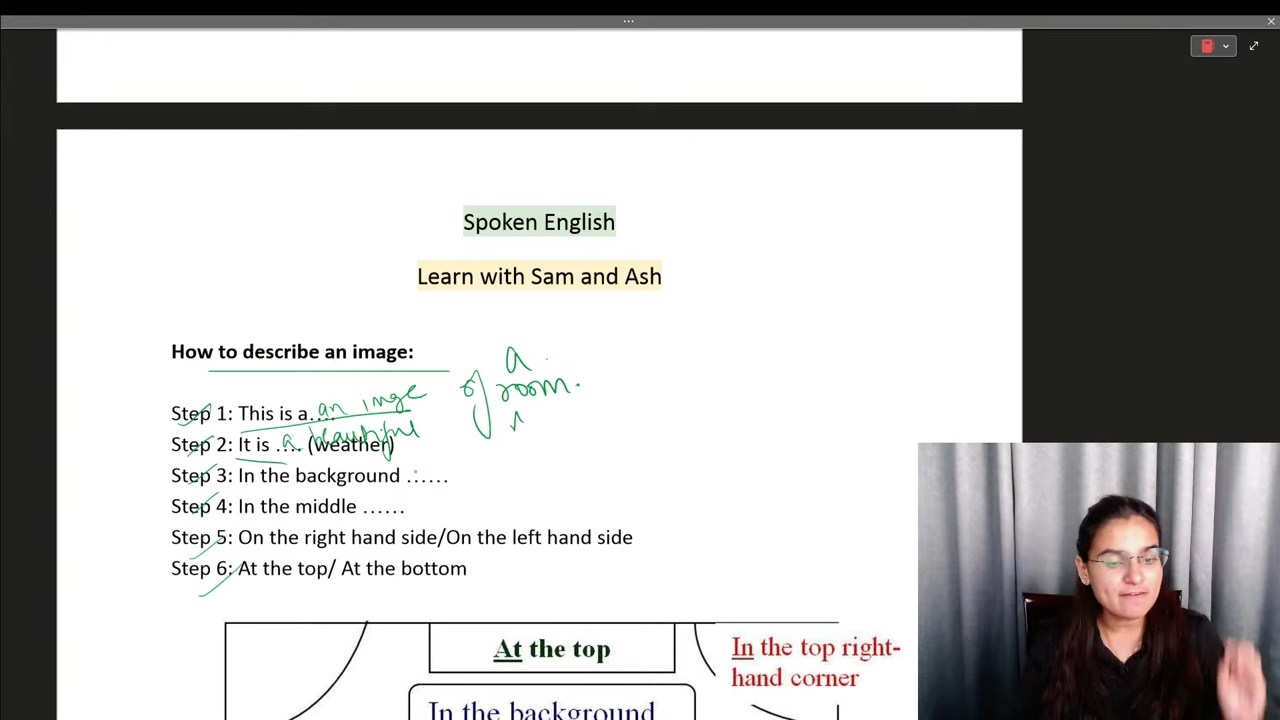 Spoken English
Learn with Sam and Ash
How to describe an image:
a
of room.
an imge
Step 1: This is a....
a beautiful
Step 2: It is .... (weather)
Step 3: In the background ......
Step 4: In the middle ......
Step 5: On the right hand side/On the left hand side
Step 6: At the top/ At the bottom
At the top
In the top right-
hand corner
In the background